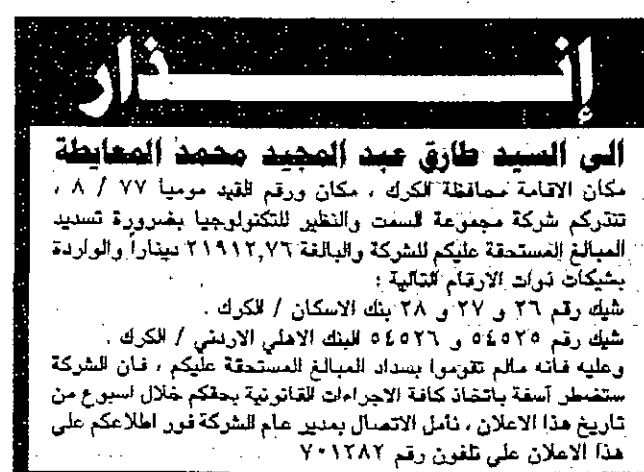 إنذار
الى السيد طارق عبد المجيد محمد المعايطة
مكان الاقامة محافظة الكرك ، مكان ورقم القيد مومياً ٧٧ / ٨ ،
تنذركم شركة مجموعة السمت والنظير للتكنولوجيا بضرورة تسديد
المبالغ المستحقة عليكم للشركة والبالغة ٢١٩١٢,٧٦ ديناراً والواردة
بشيكات ذوات الارقام التالية :
شيك رقم ٢٦ و ٢٧ و ٢٨ بنك الاسكان / الكرك .
شيك رقم ٥٤٥٢٥ و ٥٤٥٢٦ البنك الاهلي الاردني / الكرك .
وعليه فانه مالم تقوموا بسداد المبالغ المستحقة عليكم ، فان الشركة
ستضطر آسفة باتخاذ كافة الاجراءات القانونية بحقكم خلال اسبوع من
تاريخ هذا الاعلان ، نأمل الاتصال بمدير عام الشركة فور اطلاعكم على
هذا الاعلان على تلفون رقم ٧٠١٢٨٢